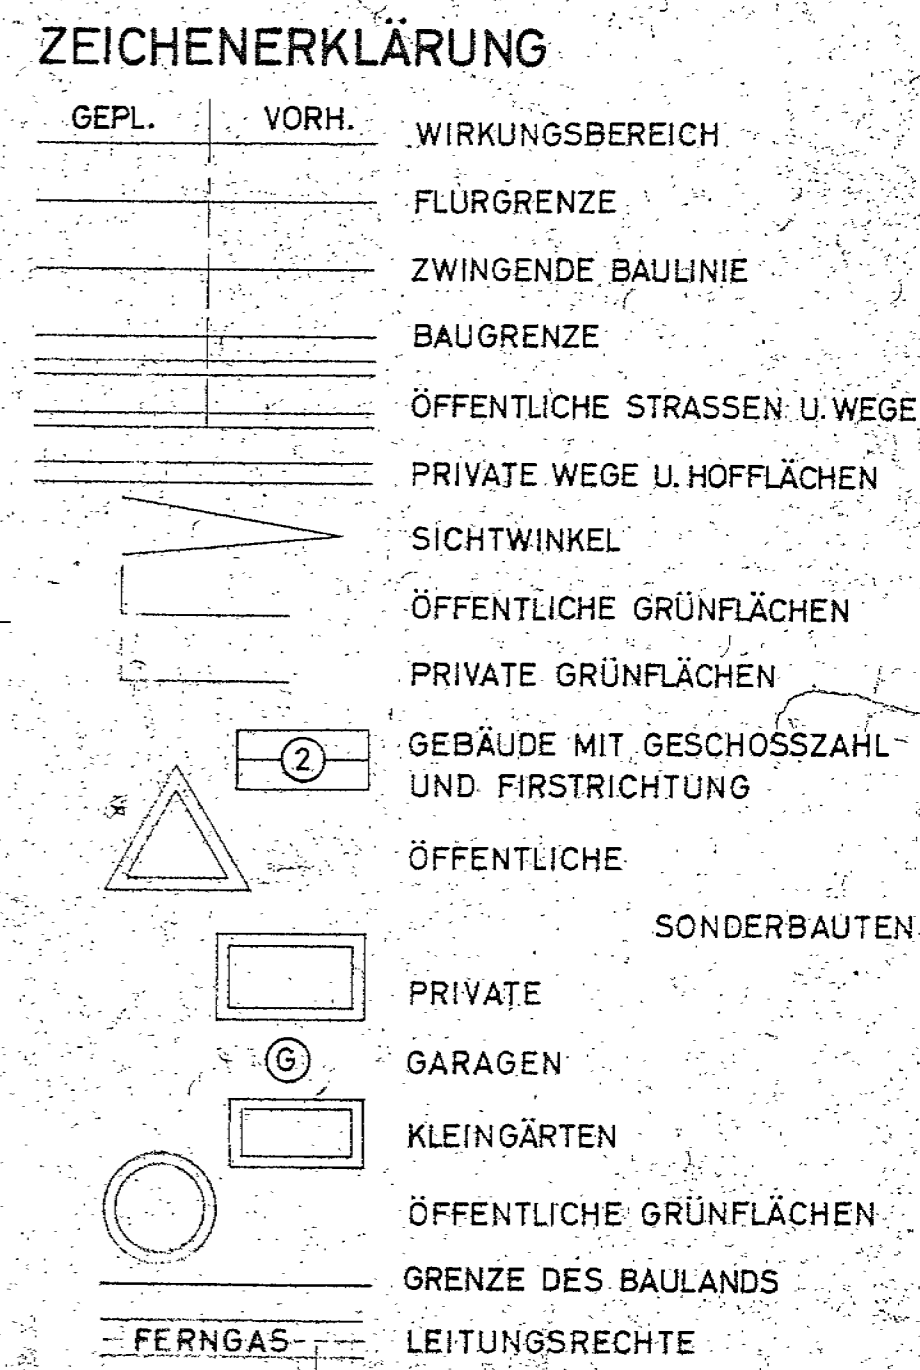 ZEICHENERKLÄRUNG
GEPL. VORH.
WIRKUNGSBEREICH
FLURGRENZE
ZWINGENDE BAULINIE
BAUGRENZE
ÖFFENTLICHE STRASSEN U. WEGE
PRIVATE WEGE U. HOFFLÄCHEN
SICHTWINKEL
ÖFFENTLICHE GRÜNFLÄCHEN
PRIVATE GRÜNFLÄCHEN
2 GEBÄUDE MIT GESCHOSSZAHL
UND FIRSTRICHTUNG
ÖFFENTLICHE
SONDERBAUTEN
PRIVATE
G GARAGEN
KLEINGÄRTEN
ÖFFENTLICHE GRÜNFLÄCHEN
GRENZE DES BAULANDS
FERNGAS LEITUNGSRECHTE